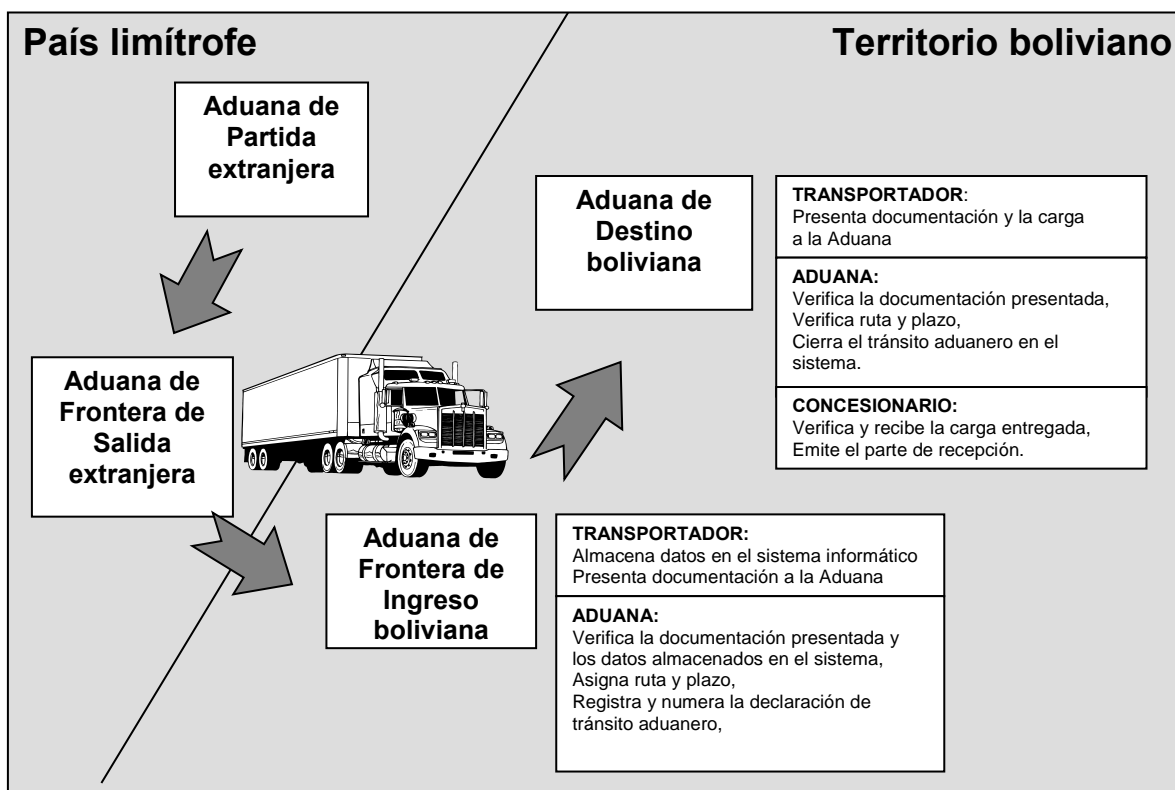 País limítrofe
Territorio boliviano
Aduana de
Partida
extranjera
Aduana de
Destino
boliviana
TRANSPORTADOR:
Presenta documentación y la carga
a la Aduana
ADUANA:
Verifica la documentación presentada,
Verifica ruta y plazo,
Cierra el tránsito aduanero en el
sistema.
CONCESIONARIO:
Verifica y recibe la carga entregada,
Emite el parte de recepción.
Aduana de
Frontera de
Salida
extranjera
Aduana de
Frontera de
Ingreso
boliviana
TRANSPORTADOR:
Almacena datos en el sistema informático
Presenta documentación a la Aduana
ADUANA:
Verifica la documentación presentada y
los datos almacenados en el sistema,
Asigna ruta y plazo,
Registra y numera la declaración de
tránsito aduanero,